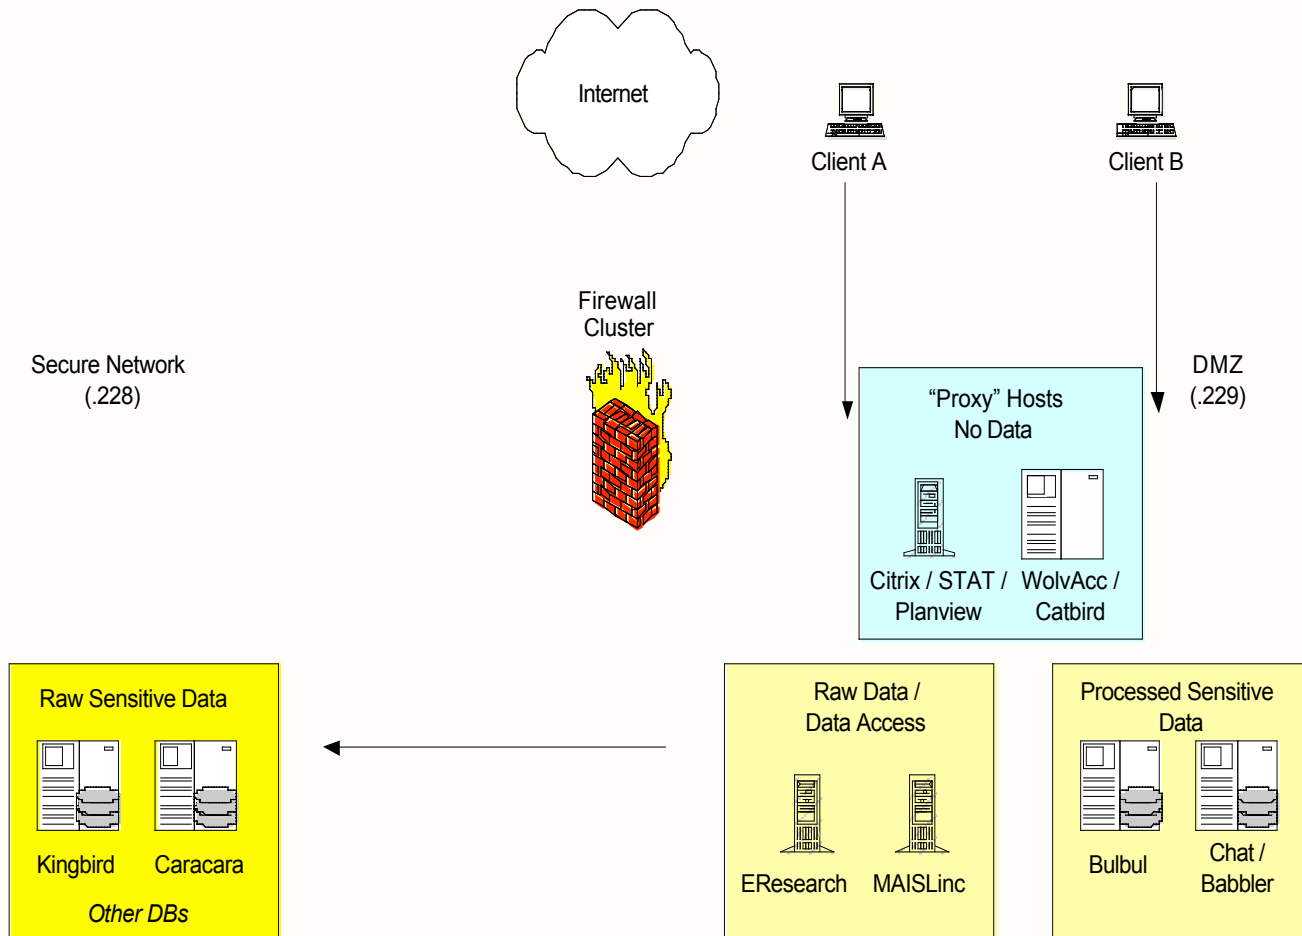 Internet
Client A
Client B
Firewall
Cluster
Secure Network
(.228)
DMZ
(.229)
“Proxy” Hosts
No Data
Citrix / STAT /
Planview
WolvAcc /
Catbird
Raw Sensitive Data
Kingbird
Caracara
Other DBs
Raw Data /
Data Access
EResearch
MAISLinc
Processed Sensitive
Data
Bulbul
Chat /
Babbler